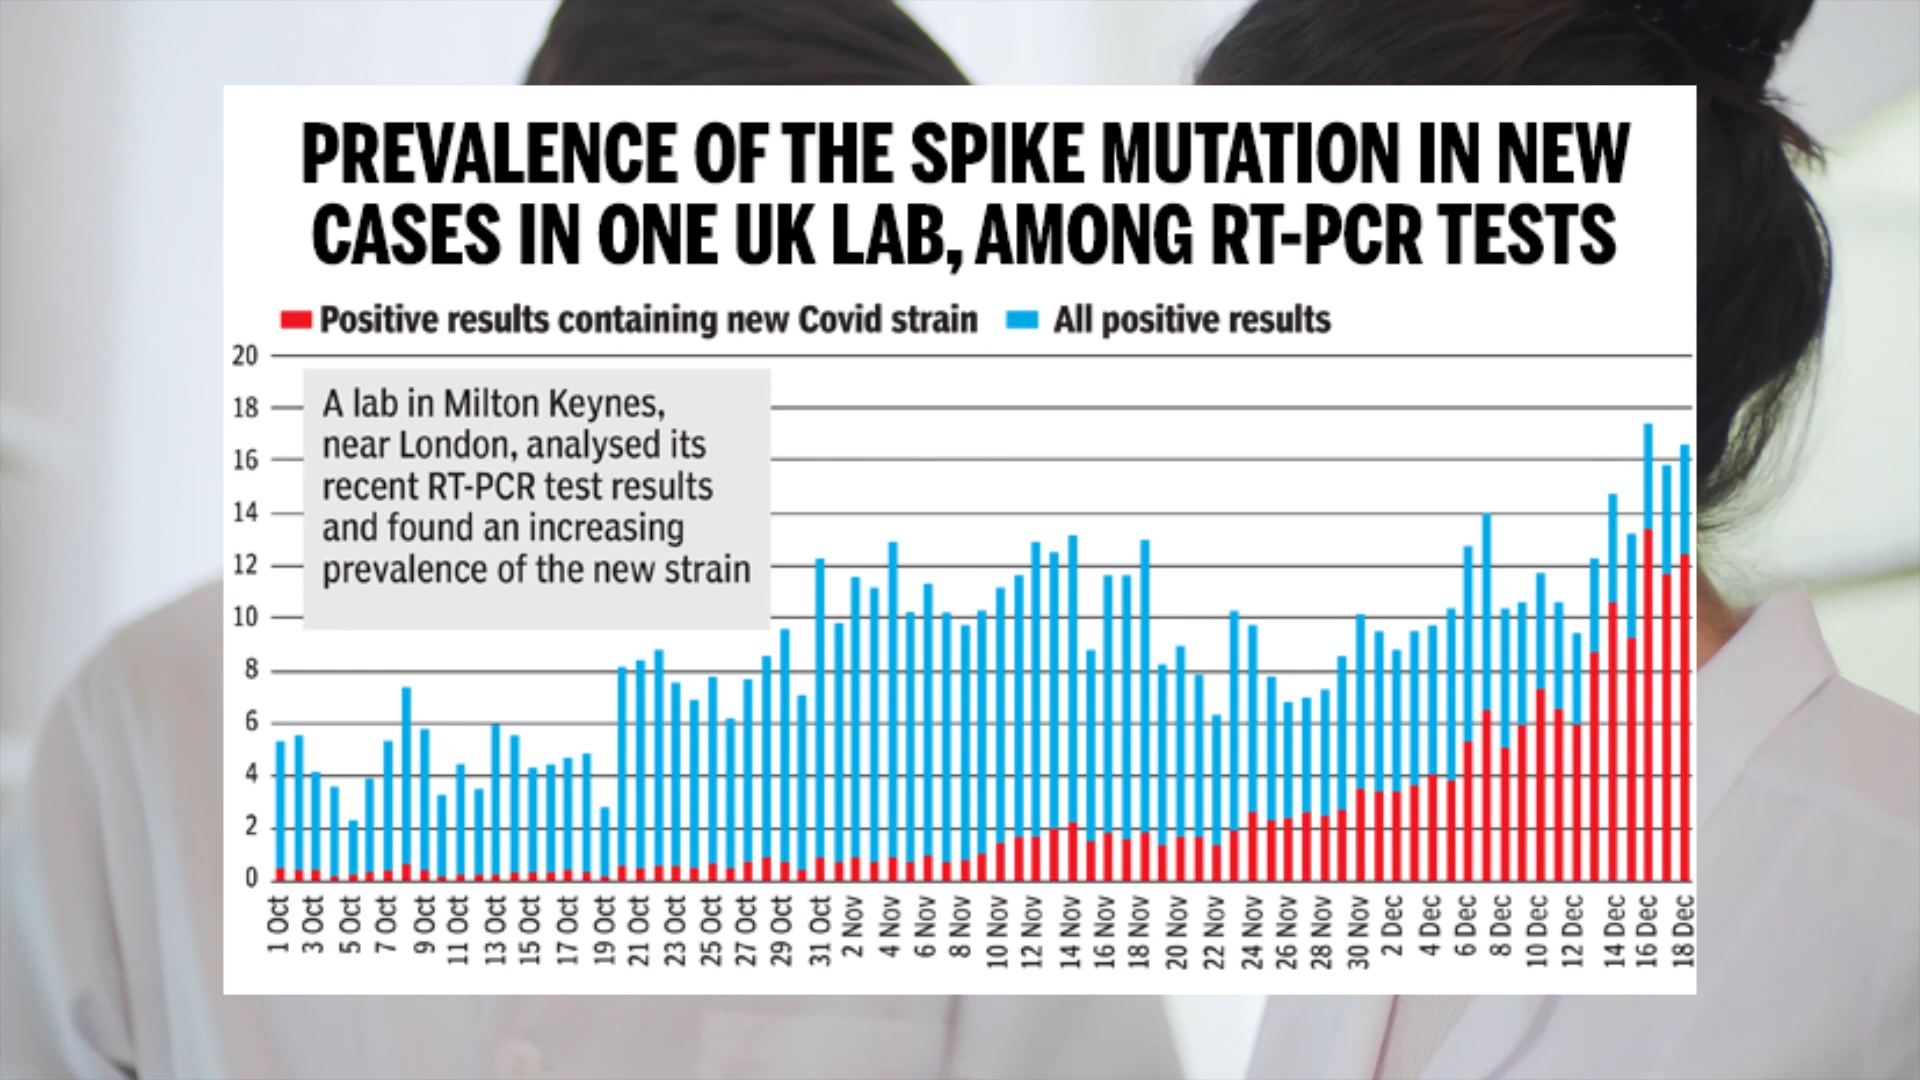 PREVALENCE OF THE SPIKE MUTATION IN NEW
CASES IN ONE UK LAB, AMONG RT-PCR TESTS
Positive results containing new Covid strain
All positive results
20
18
16
14
12
10
8
6
4
2
0
A lab in Milton Keynes,
near London, analysed its
recent RT-PCR test results
and found an increasing
prevalence of the new strain
1 Oct
3 Oct
5 Oct
7 Oct
9 Oct
11 Oct
13 Oct
15 Oct
17 Oct
19 Oct
21 Oct
23 Oct
25 Oct
27 Oct
29 Oct
31 Oct
2 Nov
4 Nov
6 Nov
8 Nov
10 Nov
12 Nov
14 Nov
16 Nov
18 Nov
20 Nov
22 Nov
24 Nov
26 Nov
28 Nov
30 Nov
2 Dec
4 Dec
6 Dec
8 Dec
10 Dec
12 Dec
14 Dec
16 Dec
18 Dec